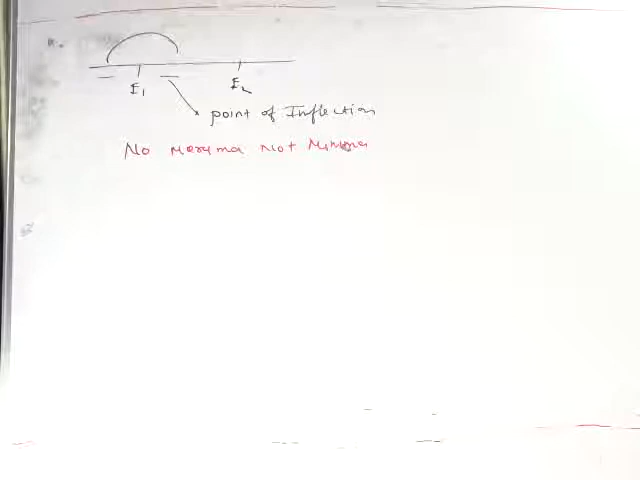 E₁ E₂
point of Inflection
No Maxima Not Minima